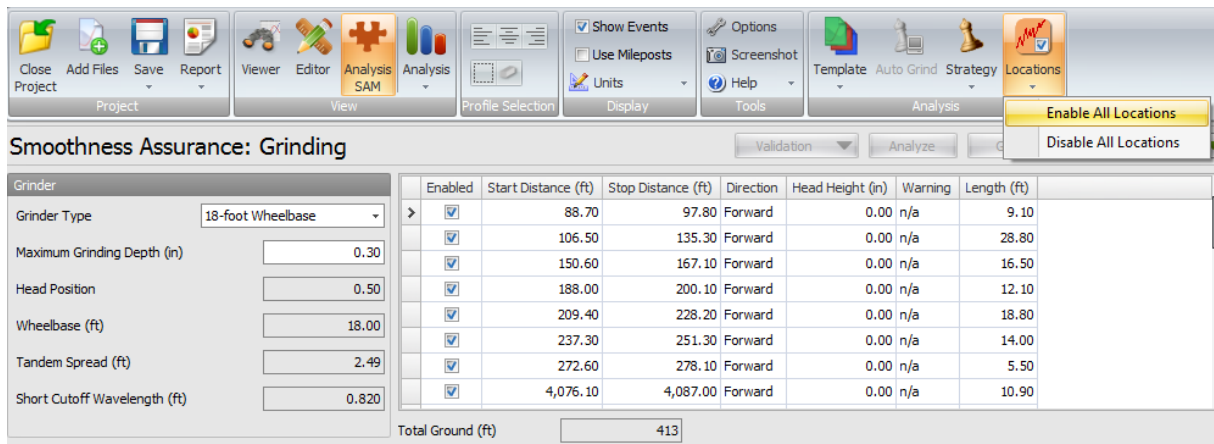 Close Project
Add Files
Save
Report
Project
Viewer
Editor
Analysis SAM
Analysis
View
Profile Selection
Show Events
Use Mileposts
Units
Display
Options
Screenshot
Help
Tools
Template
Auto Grind
Strategy
Locations
Analysis
Enable All Locations
Disable All Locations
Smoothness Assurance: Grinding
Validation
Analyze
G
Grinder
Grinder Type 18-foot Wheelbase
Maximum Grinding Depth (in) 0.30
Head Position 0.50
Wheelbase (ft) 18.00
Tandem Spread (ft) 2.49
Short Cutoff Wavelength (ft) 0.820
Enabled Start Distance (ft) Stop Distance (ft) Direction Head Height (in) Warning Length (ft)
88.70 97.80 Forward 0.00 n/a 9.10
106.50 135.30 Forward 0.00 n/a 28.80
150.60 167.10 Forward 0.00 n/a 16.50
188.00 200.10 Forward 0.00 n/a 12.10
209.40 228.20 Forward 0.00 n/a 18.80
237.30 251.30 Forward 0.00 n/a 14.00
272.60 278.10 Forward 0.00 n/a 5.50
4,076.10 4,087.00 Forward 0.00 n/a 10.90
Total Ground (ft) 413